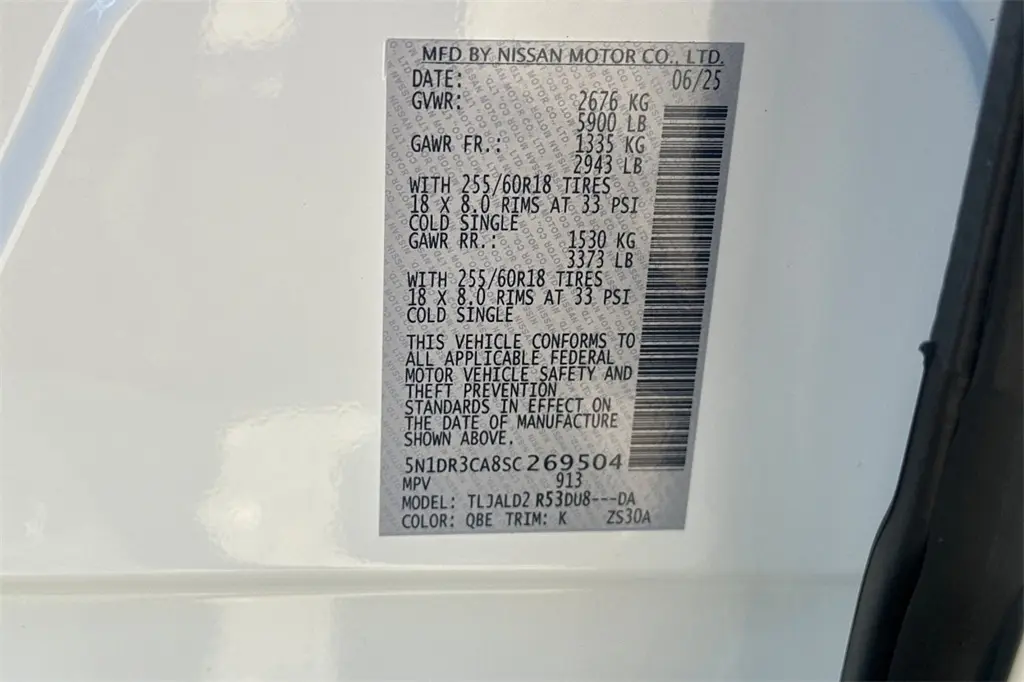 MFD BY NISSAN MOTOR CO., LTD.
DATE: 06/25
GVWR: 2676 KG
5900 LB
GAWR FR.: 1335 KG
2943 LB
WITH 255/60R18 TIRES
18 X 8.0 RIMS AT 33 PSI
COLD SINGLE
GAWR RR.: 1530 KG
3373 LB
WITH 255/60R18 TIRES
18 X 8.0 RIMS AT 33 PSI
COLD SINGLE
THIS VEHICLE CONFORMS TO
ALL APPLICABLE FEDERAL
MOTOR VEHICLE SAFETY AND
THEFT PREVENTION
STANDARDS IN EFFECT ON
THE DATE OF MANUFACTURE
SHOWN ABOVE.
5N1DR3CA8SC269504
MPV 913
MODEL: TLJALD2 R53DU8---DA
COLOR: QBE TRIM: K ZS30A